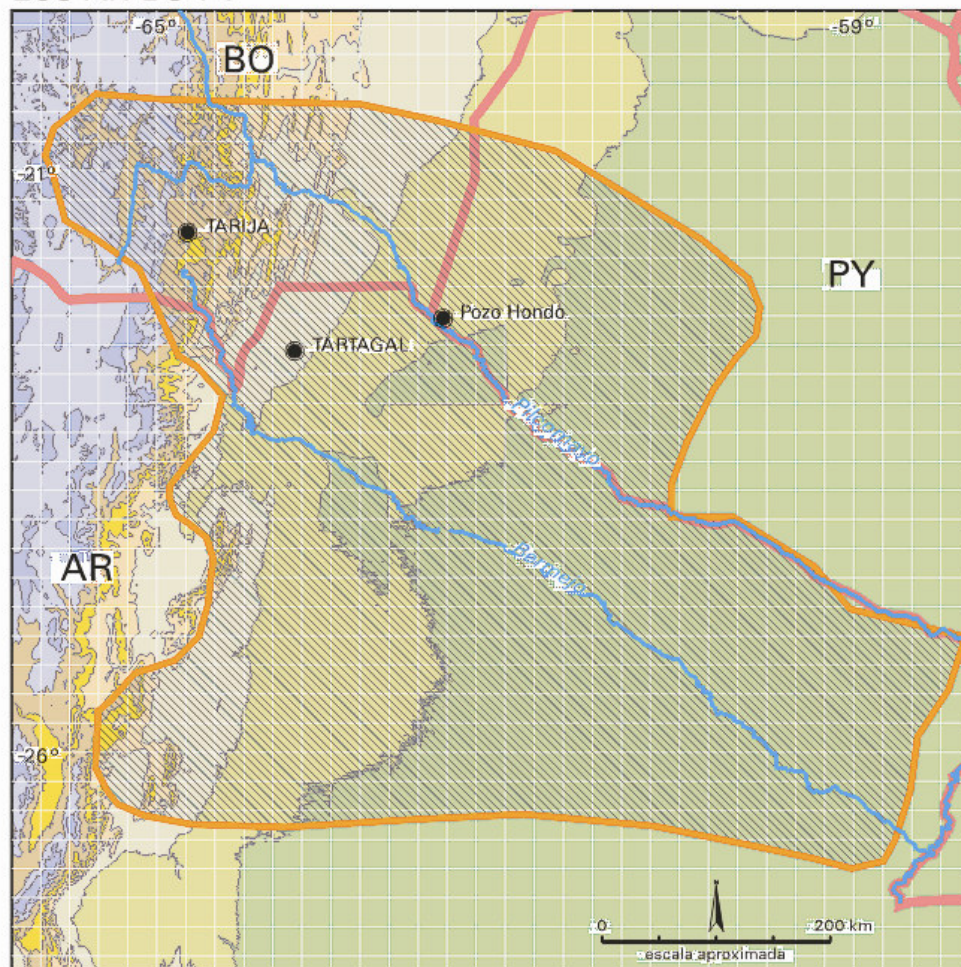 -65°
-59°
BO
-21°
TARIJA
PY
Pozo Hondo
TARTAGAL
Pilcomayo
AR
Bermejo
-26°
0
200 km
escala aproximada